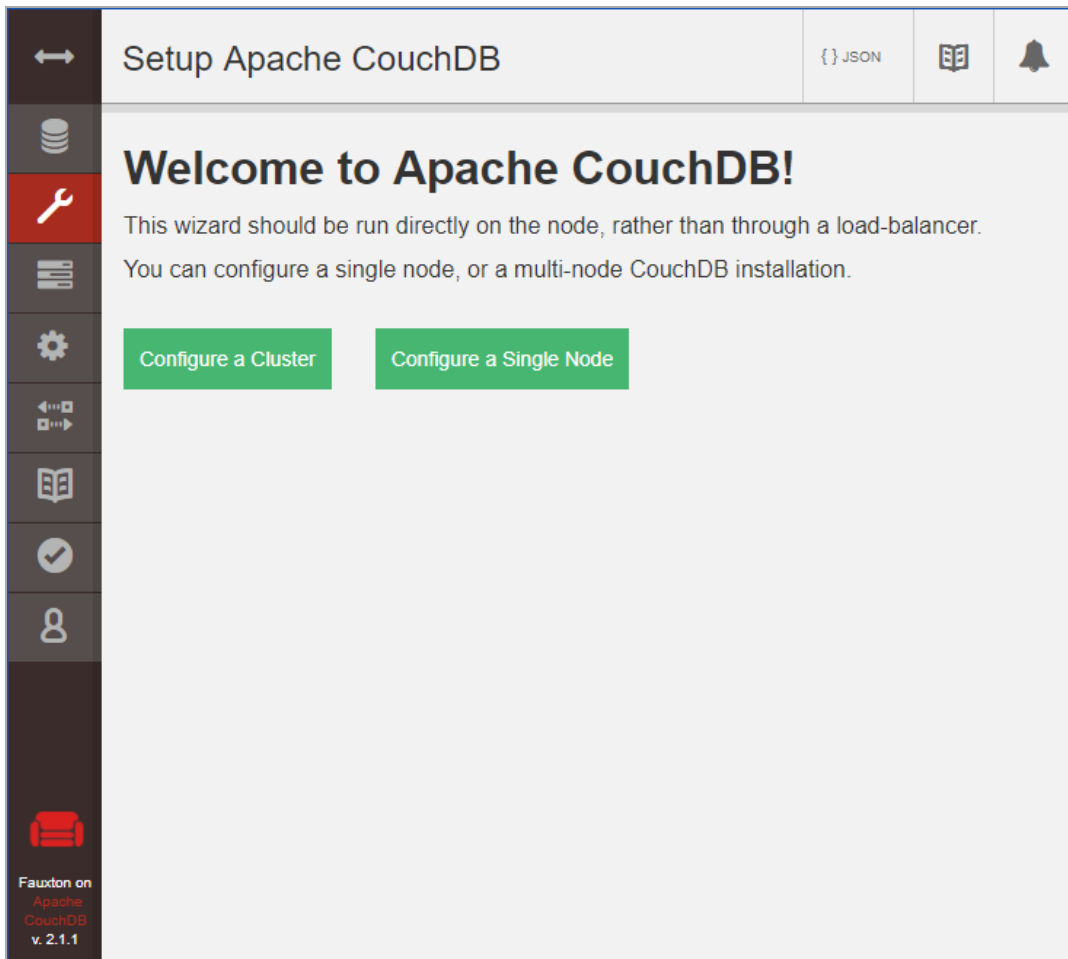 Setup Apache CouchDB
{ } JSON
Welcome to Apache CouchDB!
This wizard should be run directly on the node, rather than through a load-balancer.
You can configure a single node, or a multi-node CouchDB installation.
Configure a Cluster
Configure a Single Node
Fauxton on
Apache
CouchDB
v. 2.1.1